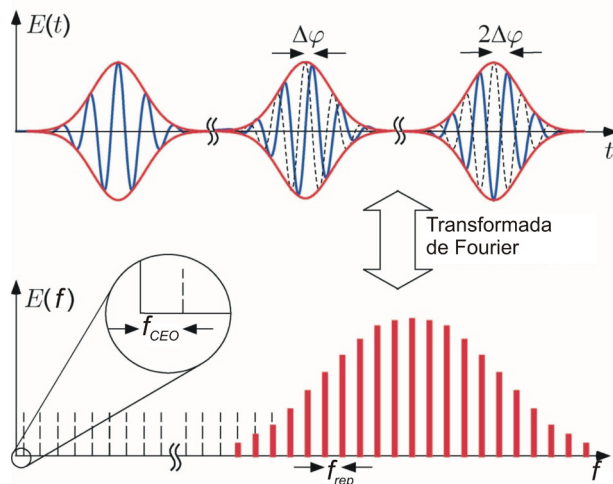 E(t)
Δφ
2Δφ
t
Transformada
de Fourier
E(f)
f_CEO
f_rep
f